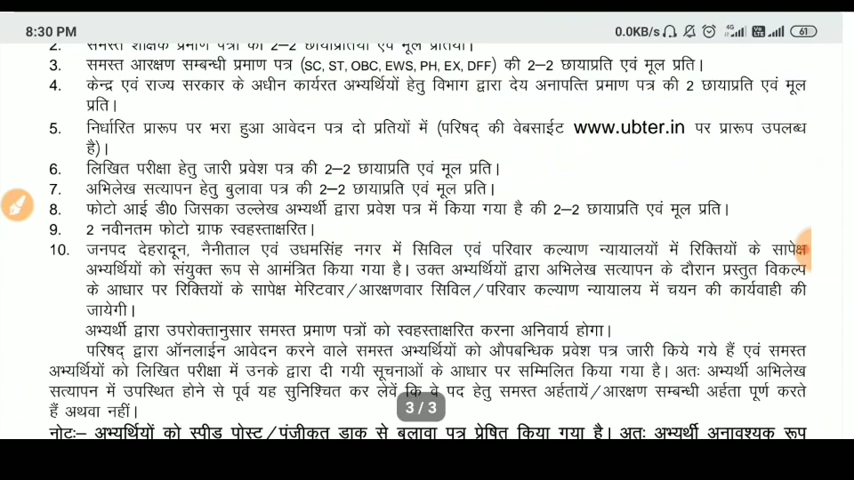 8:30 PM 0.0KB/s 4G 61
2. समस्त शैक्षिक प्रमाण पत्रों की 2–2 छायाप्रतियां एवं मूल प्रतियां।
3. समस्त आरक्षण सम्बन्धी प्रमाण पत्र (SC, ST, OBC, EWS, PH, EX, DFF) की 2–2 छायाप्रति एवं मूल प्रति।
4. केन्द्र एवं राज्य सरकार के अधीन कार्यरत अभ्यर्थियों हेतु विभाग द्वारा देय अनापत्ति प्रमाण पत्र की 2 छायाप्रति एवं मूल
प्रति।
5. निर्धारित प्रारूप पर भरा हुआ आवेदन पत्र दो प्रतियों में (परिषद की वेबसाईट www.ubter.in पर प्रारूप उपलब्ध
है)।
6. लिखित परीक्षा हेतु जारी प्रवेश पत्र की 2–2 छायाप्रति एवं मूल प्रति।
7. अभिलेख सत्यापन हेतु बुलावा पत्र की 2–2 छायाप्रति एवं मूल प्रति।
8. फोटो आई डी0 जिसका उल्लेख अभ्यर्थी द्वारा प्रवेश पत्र में किया गया है की 2–2 छायाप्रति एवं मूल प्रति।
9. 2 नवीनतम फोटो ग्राफ स्वहस्ताक्षरित।
10. जनपद देहरादून, नैनीताल एवं उधमसिंह नगर में सिविल एवं परिवार कल्याण न्यायालयों में रिक्तियों के सापेक्ष
अभ्यर्थियों को संयुक्त रूप से आमंत्रित किया गया है। उक्त अभ्यर्थियों द्वारा अभिलेख सत्यापन के दौरान प्रस्तुत विकल्प
के आधार पर रिक्तियों के सापेक्ष मेरिटवार/आरक्षणवार सिविल/परिवार कल्याण न्यायालय में चयन की कार्यवाही की
जायेगी।
अभ्यर्थी द्वारा उपरोक्तानुसार समस्त प्रमाण पत्रों को स्वहस्ताक्षरित करना अनिवार्य होगा।
परिषद् द्वारा ऑनलाईन आवेदन करने वाले समस्त अभ्यर्थियों को औपबन्धिक प्रवेश पत्र जारी किये गये हैं एवं समस्त
अभ्यर्थियों को लिखित परीक्षा में उनके द्वारा दी गयी सूचनाओं के आधार पर सम्मिलित किया गया है। अतः अभ्यर्थी अभिलेख
सत्यापन में उपस्थित होने से पूर्व यह सुनिश्चित कर लेवें कि वे पद हेतु समस्त अर्हतायें/आरक्षण सम्बन्धी अर्हता पूर्ण करते
हैं अथवा नहीं।
3 / 3
नोटः– अभ्यर्थियों को स्पीड पोस्ट/पंजीकृत डाक से बुलावा पत्र प्रेषित किया गया है। अतः अभ्यर्थी अनावश्यक रूप